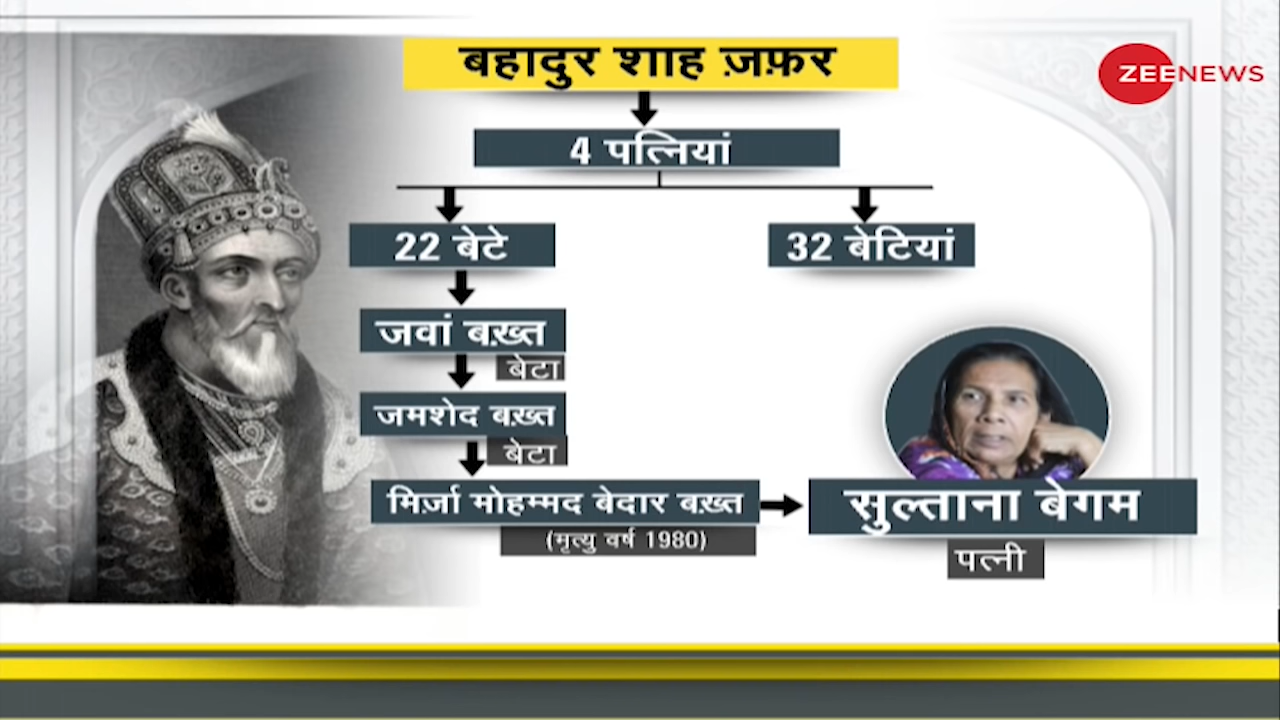 बहादुर शाह ज़फ़र
ZEENEWS
4 पत्नियां
22 बेटे
32 बेटियां
जवां बख़्त
बेटा
जमशेद बख़्त
बेटा
मिर्ज़ा मोहम्मद बेदार बख़्त
(मृत्यु वर्ष 1980)
सुल्ताना बेगम
पत्नी